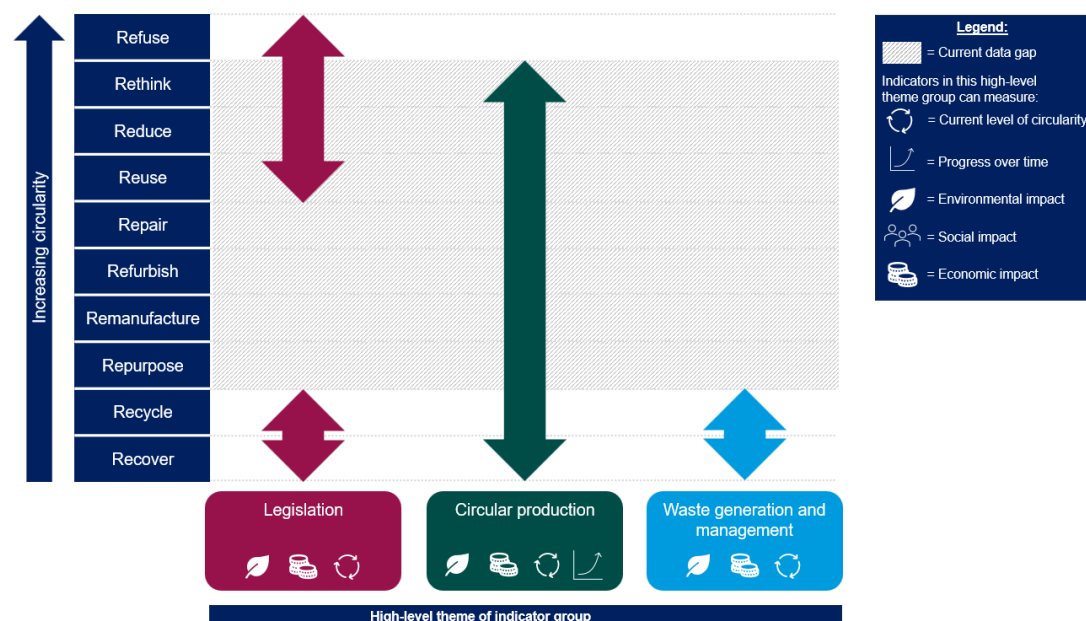 Increasing circularity
Refuse
Rethink
Reduce
Reuse
Repair
Refurbish
Remanufacture
Repurpose
Recycle
Recover
Legislation
Circular production
Waste generation and
management
High-level theme of indicator group
Legend:
= Current data gap
Indicators in this high-level
theme group can measure:
= Current level of circularity
= Progress over time
= Environmental impact
= Social impact
= Economic impact